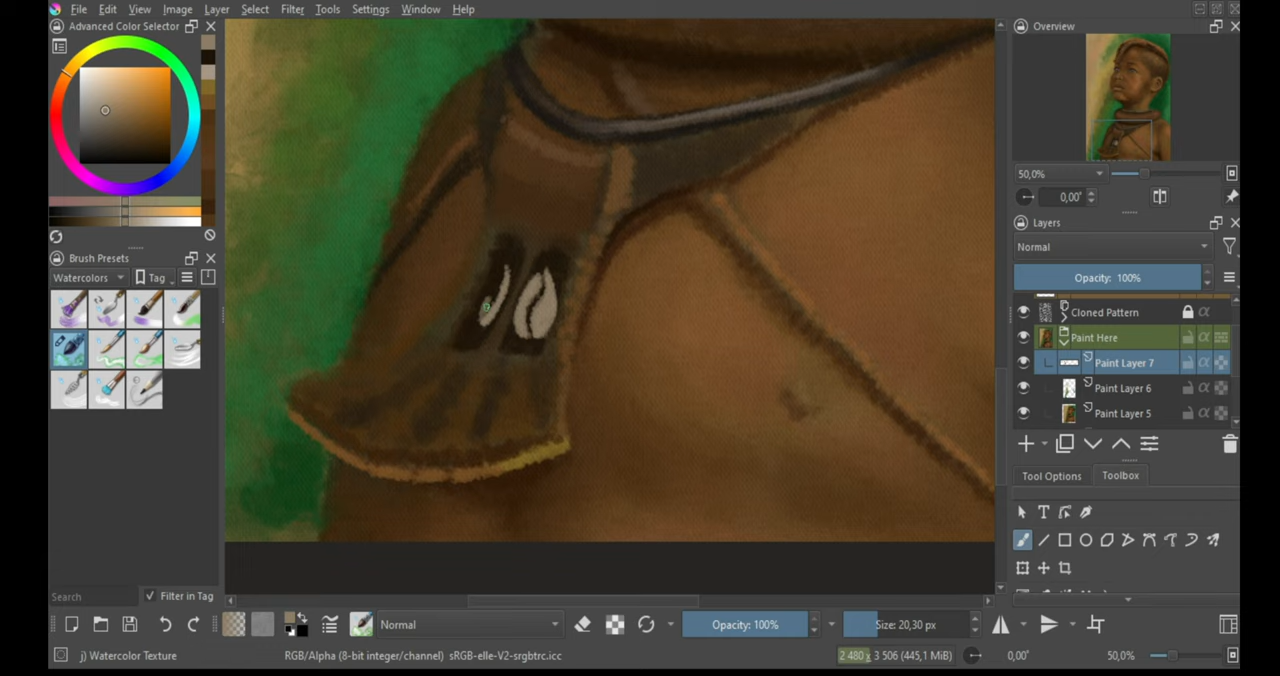 File Edit View Image Layer Select Filter Tools Settings Window Help
Advanced Color Selector
Overview
50,0%
0,00°
Layers
Normal
Opacity: 100%
Cloned Pattern
Paint Here
Paint Layer 7
Paint Layer 6
Paint Layer 5
Tool Options Toolbox
Brush Presets
Watercolors Tag
Search Filter in Tag
Normal Opacity: 100% Size: 20,30 px
j) Watercolor Texture RGB/Alpha (8-bit integer/channel) sRGB-elle-V2-srgbtrc.icc 2 480 x 3 506 (445,1 MiB) 0,00° 50,0%